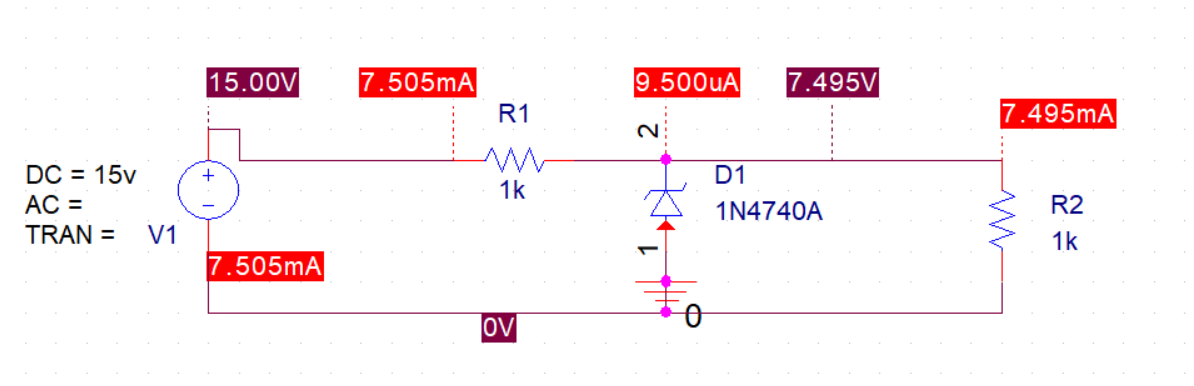 15.00V
7.505mA
9.500uA
7.495V
7.495mA
R1
2
DC = 15v
AC =
TRAN =
V1
1k
D1
1N4740A
R2
1k
1
7.505mA
0V
0